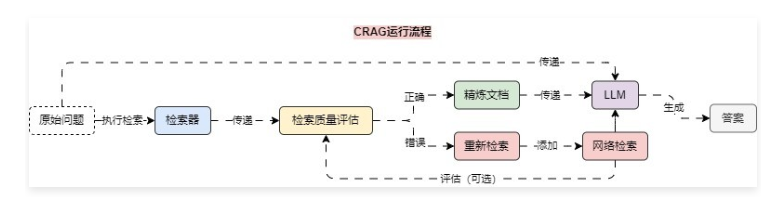 CRAG运行流程
传递
正确
精炼文档
传递
LLM
生成
原始问题
执行检索
检索器
传递
检索质量评估
答案
错误
重新检索
添加
网络检索
评估（可选）